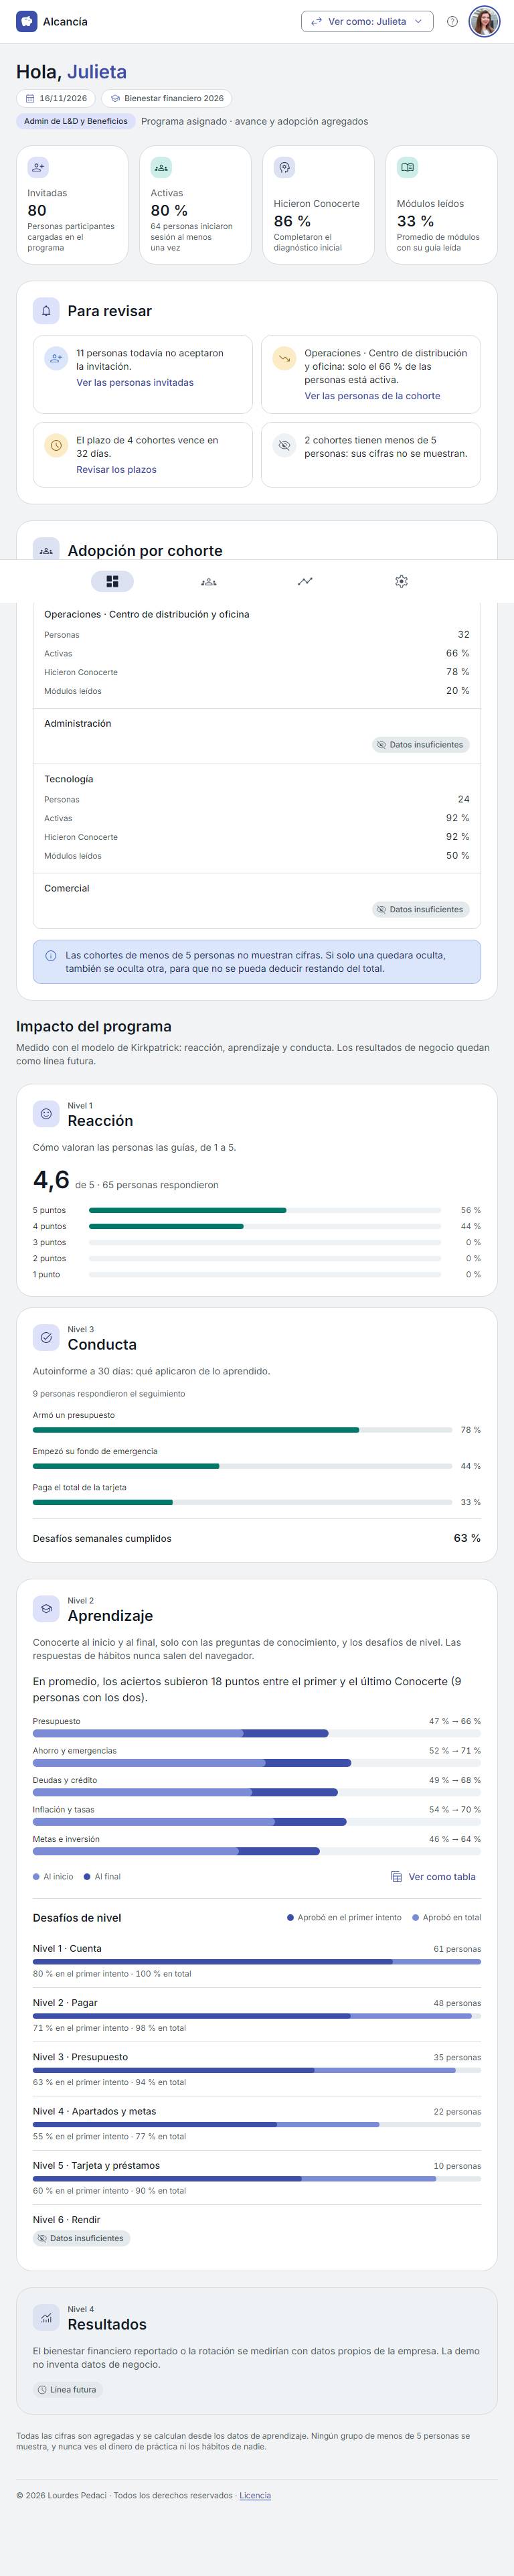 Alcancía
Ver como: Julieta
Hola, Julieta
16/11/2026
Bienestar financiero 2026
Admin de L&D y Beneficios
Programa asignado · avance y adopción agregados
Invitadas
80
Personas participantes
cargadas en el
programa
Activas
80 %
64 personas iniciaron
sesión al menos
una vez
Hicieron Conocerte
86 %
Completaron el
diagnóstico inicial
Módulos leídos
33 %
Promedio de módulos
con su guía leída
Para revisar
11 personas todavía no aceptaron
la invitación.
Ver las personas invitadas
Operaciones · Centro de distribución
y oficina: solo el 66 % de las
personas está activa.
Ver las personas de la cohorte
El plazo de 4 cohortes vence en
32 días.
Revisar los plazos
2 cohortes tienen menos de 5
personas: sus cifras no se muestran.
Adopción por cohorte
Operaciones · Centro de distribución y oficina
Personas 32
Activas 66 %
Hicieron Conocerte 78 %
Módulos leídos 20 %
Administración
Datos insuficientes
Tecnología
Personas 24
Activas 92 %
Hicieron Conocerte 92 %
Módulos leídos 50 %
Comercial
Datos insuficientes
Las cohortes de menos de 5 personas no muestran cifras. Si solo una quedara oculta,
también se oculta otra, para que no se pueda deducir restando del total.
Impacto del programa
Medido con el modelo de Kirkpatrick: reacción, aprendizaje y conducta. Los resultados de negocio quedan
como línea futura.
Nivel 1
Reacción
Cómo valoran las personas las guías, de 1 a 5.
4,6 de 5 · 65 personas respondieron
5 puntos 56 %
4 puntos 44 %
3 puntos 0 %
2 puntos 0 %
1 punto 0 %
Nivel 3
Conducta
Autoinforme a 30 días: qué aplicaron de lo aprendido.
9 personas respondieron el seguimiento
Armó un presupuesto
78 %
Empezó su fondo de emergencia
44 %
Paga el total de la tarjeta
33 %
Desafíos semanales cumplidos 63 %
Nivel 2
Aprendizaje
Conocerte al inicio y al final, solo con las preguntas de conocimiento, y los desafíos de nivel. Las
respuestas de hábitos nunca salen del navegador.
En promedio, los aciertos subieron 18 puntos entre el primer y el último Conocerte (9
personas con los dos).
Presupuesto 47 % → 66 %
Ahorro y emergencias 52 % → 71 %
Deudas y crédito 49 % → 68 %
Inflación y tasas 54 % → 70 %
Metas e inversión 46 % → 64 %
Al inicio Al final
Ver como tabla
Desafíos de nivel
Aprobó en el primer intento Aprobó en total
Nivel 1 · Cuenta 61 personas
80 % en el primer intento · 100 % en total
Nivel 2 · Pagar 48 personas
71 % en el primer intento · 98 % en total
Nivel 3 · Presupuesto 35 personas
63 % en el primer intento · 94 % en total
Nivel 4 · Apartados y metas 22 personas
55 % en el primer intento · 77 % en total
Nivel 5 · Tarjeta y préstamos 10 personas
60 % en el primer intento · 90 % en total
Nivel 6 · Rendir
Datos insuficientes
Nivel 4
Resultados
El bienestar financiero reportado o la rotación se medirían con datos propios de la empresa. La demo
no inventa datos de negocio.
Línea futura
Todas las cifras son agregadas y se calculan desde los datos de aprendizaje. Ningún grupo de menos de 5 personas se
muestra, y nunca ves el dinero de práctica ni los hábitos de nadie.
© 2026 Lourdes Pedaci · Todos los derechos reservados · Licencia